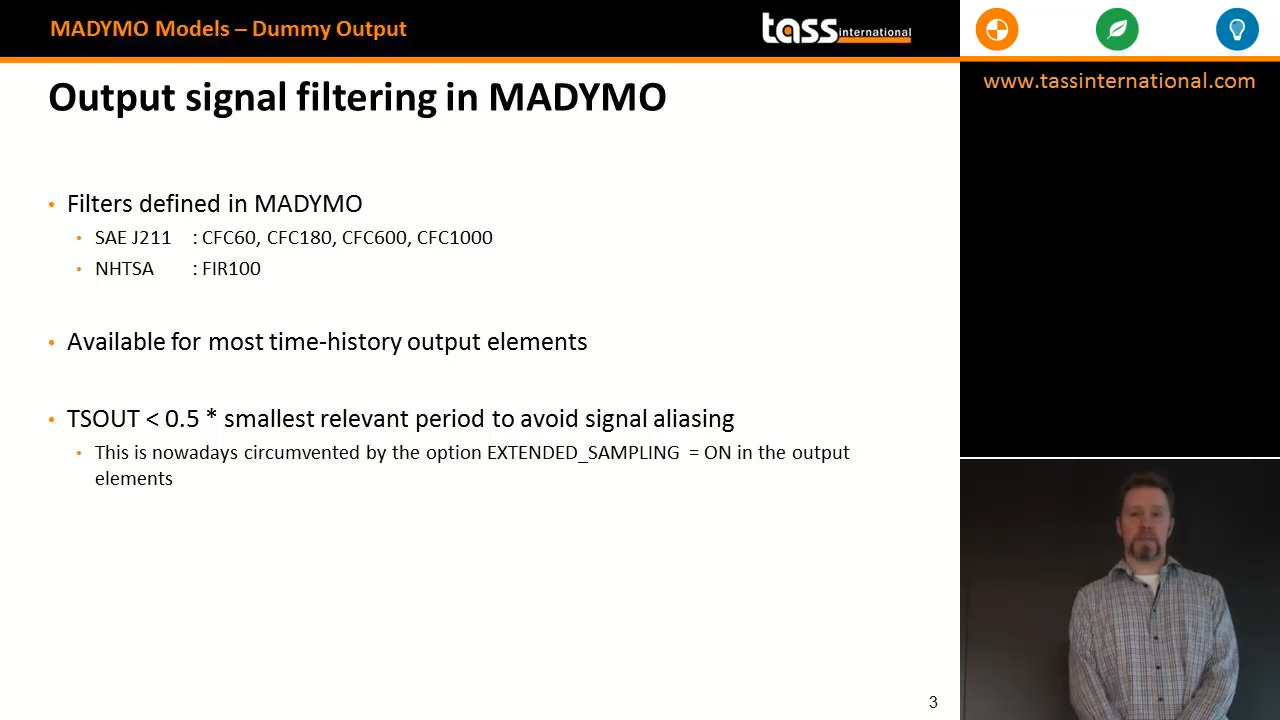 MADYMO Models – Dummy Output
tass international
www.tassinternational.com
Output signal filtering in MADYMO
• Filters defined in MADYMO
• SAE J211 : CFC60, CFC180, CFC600, CFC1000
• NHTSA : FIR100
• Available for most time-history output elements
• TSOUT < 0.5 * smallest relevant period to avoid signal aliasing
• This is nowadays circumvented by the option EXTENDED_SAMPLING = ON in the output
elements
3